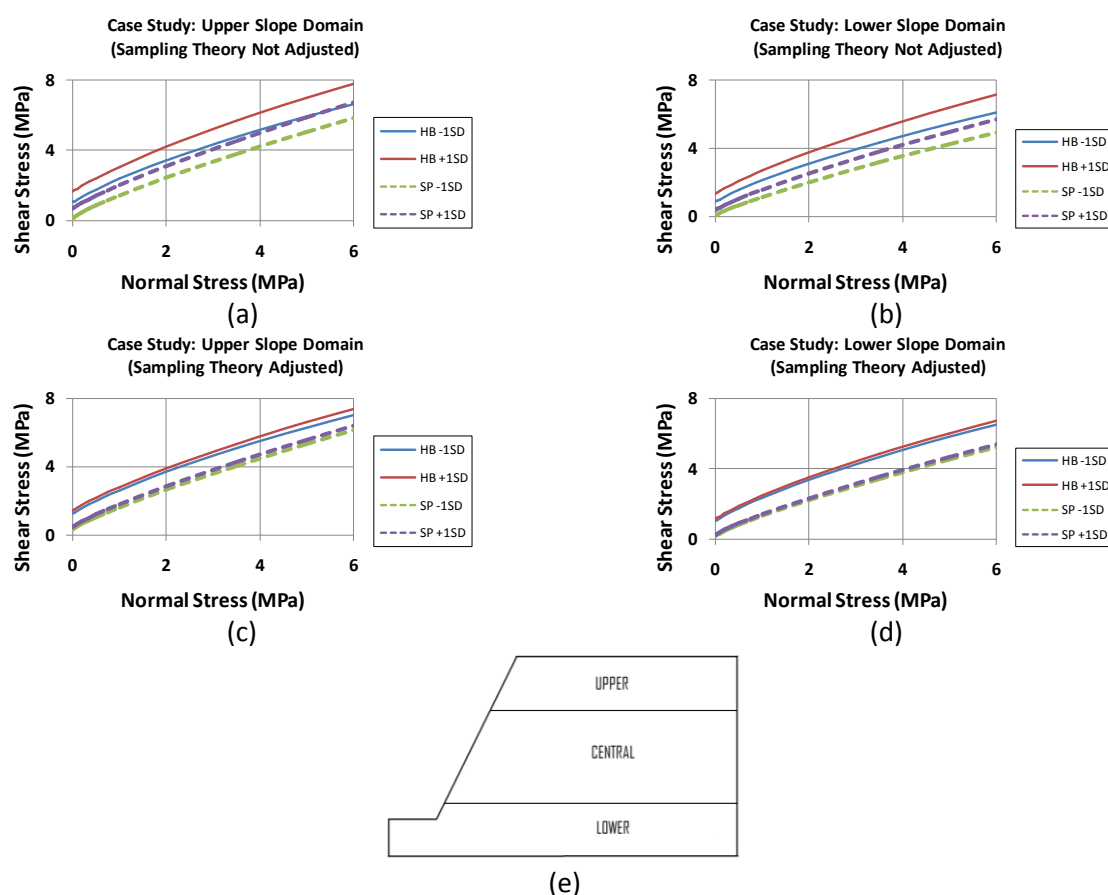 Case Study: Upper Slope Domain
(Sampling Theory Not Adjusted)
Shear Stress (MPa)
8
4
0
0 2 4 6
Normal Stress (MPa)
HB -1SD
HB +1SD
SP -1SD
SP +1SD
(a)
Case Study: Lower Slope Domain
(Sampling Theory Not Adjusted)
Shear Stress (MPa)
8
4
0
0 2 4 6
Normal Stress (MPa)
HB -1SD
HB +1SD
SP -1SD
SP +1SD
(b)
Case Study: Upper Slope Domain
(Sampling Theory Adjusted)
Shear Stress (MPa)
8
4
0
0 2 4 6
Normal Stress (MPa)
HB -1SD
HB +1SD
SP -1SD
SP +1SD
(c)
Case Study: Lower Slope Domain
(Sampling Theory Adjusted)
Shear Stress (MPa)
8
4
0
0 2 4 6
Normal Stress (MPa)
HB -1SD
HB +1SD
SP -1SD
SP +1SD
(d)
UPPER
CENTRAL
LOWER
(e)